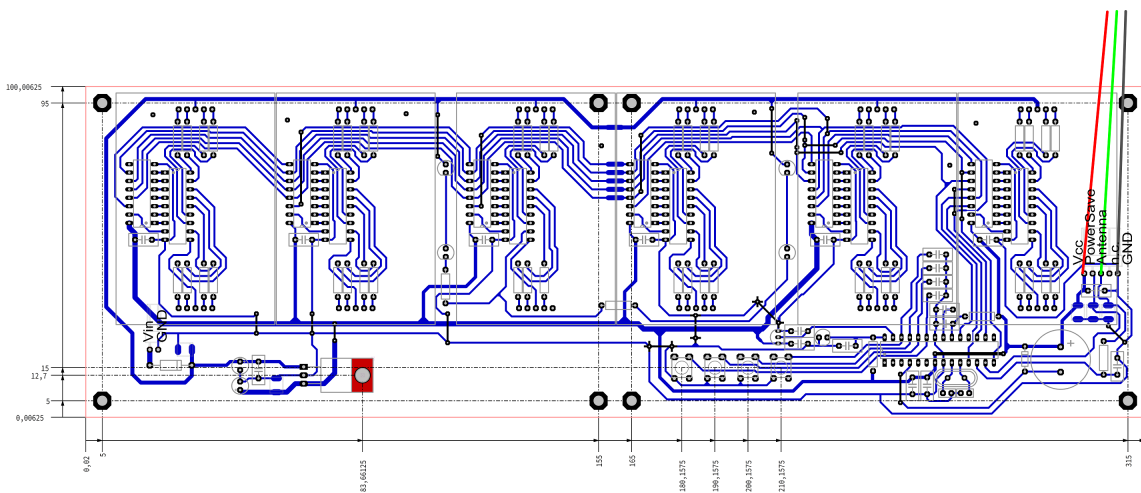 100,00625
95
Vcc
PowerSave
Antenna
n.c.
GND
Vin
GND
15
12,7
5
0,00625
0,02
5
83,66125
155
165
180,1575
190,1575
200,1575
210,1575
315
+